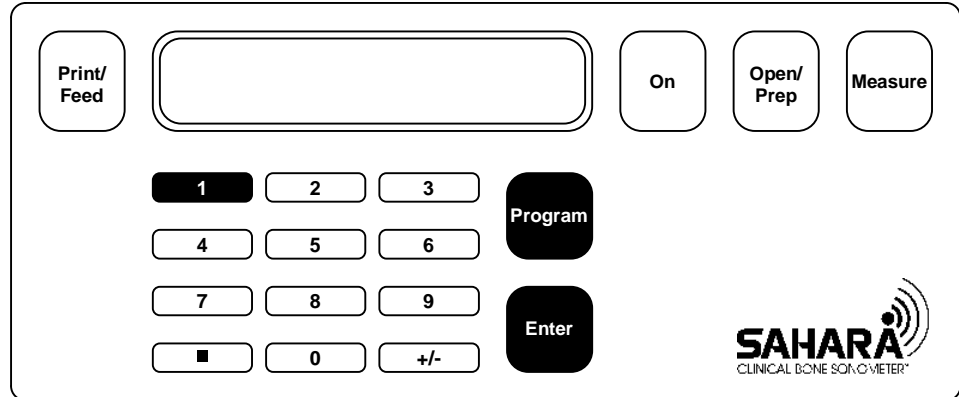 Print/
Feed
On
Open/
Prep
Measure
1
2
3
Program
4
5
6
7
8
9
Enter
■
0
+/-
SAHARA
CLINICAL BONE SONOMETER™